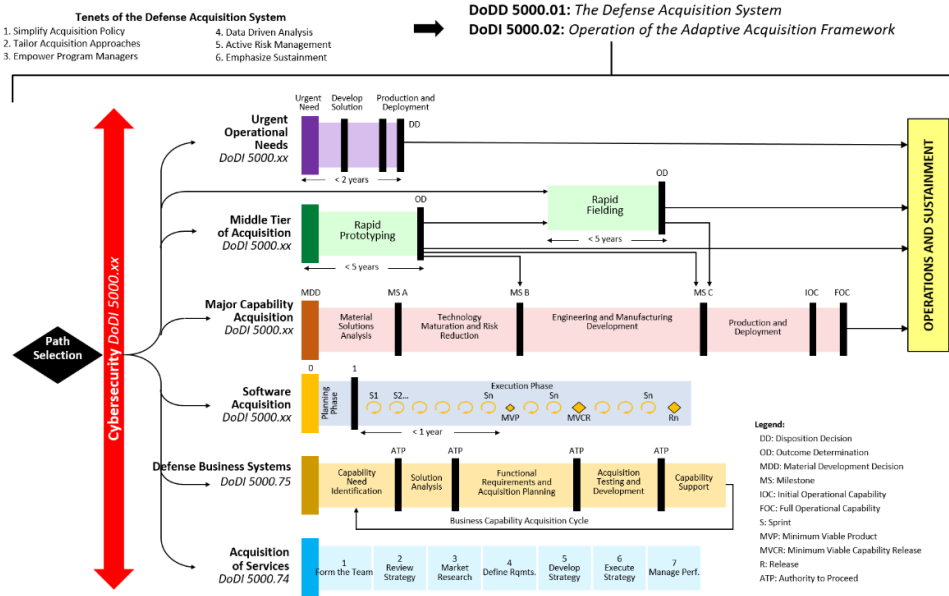 Tenets of the Defense Acquisition System
1. Simplify Acquisition Policy
2. Tailor Acquisition Approaches
3. Empower Program Managers
4. Data Driven Analysis
5. Active Risk Management
6. Emphasize Sustainment
DoDD 5000.01: The Defense Acquisition System
DoDI 5000.02: Operation of the Adaptive Acquisition Framework
Path
Selection
Cybersecurity DoDI 5000.xx
Urgent
Operational
Needs
DoDI 5000.xx
Urgent
Need
Develop
Solution
Production and
Deployment
DD
< 2 years
Middle Tier
of Acquisition
DoDI 5000.xx
Rapid
Prototyping
OD
< 5 years
Rapid
Fielding
OD
< 5 years
Major Capability
Acquisition
DoDI 5000.xx
MDD
Material
Solutions
Analysis
MS A
Technology
Maturation and Risk
Reduction
MS B
Engineering and Manufacturing
Development
MS C
Production and
Deployment
IOC
FOC
OPERATIONS AND SUSTAINMENT
Software
Acquisition
DoDI 5000.xx
0
Planning
Phase
1
Execution Phase
S1
S2...
Sn
MVP
Sn
MVCR
Sn
Rn
< 1 year
Defense Business Systems
DoDI 5000.75
Capability
Need
Identification
ATP
Solution
Analysis
ATP
Functional
Requirements and
Acquisition Planning
ATP
Acquisition
Testing and
Development
ATP
Capability
Support
Business Capability Acquisition Cycle
Acquisition
of Services
DoDI 5000.74
1
Form the Team
2
Review
Strategy
3
Market
Research
4
Define Rqmts.
5
Develop
Strategy
6
Execute
Strategy
7
Manage Perf.
Legend:
DD: Disposition Decision
OD: Outcome Determination
MDD: Material Development Decision
MS: Milestone
IOC: Initial Operational Capability
FOC: Full Operational Capability
S: Sprint
MVP: Minimum Viable Product
MVCR: Minimum Viable Capability Release
R: Release
ATP: Authority to Proceed